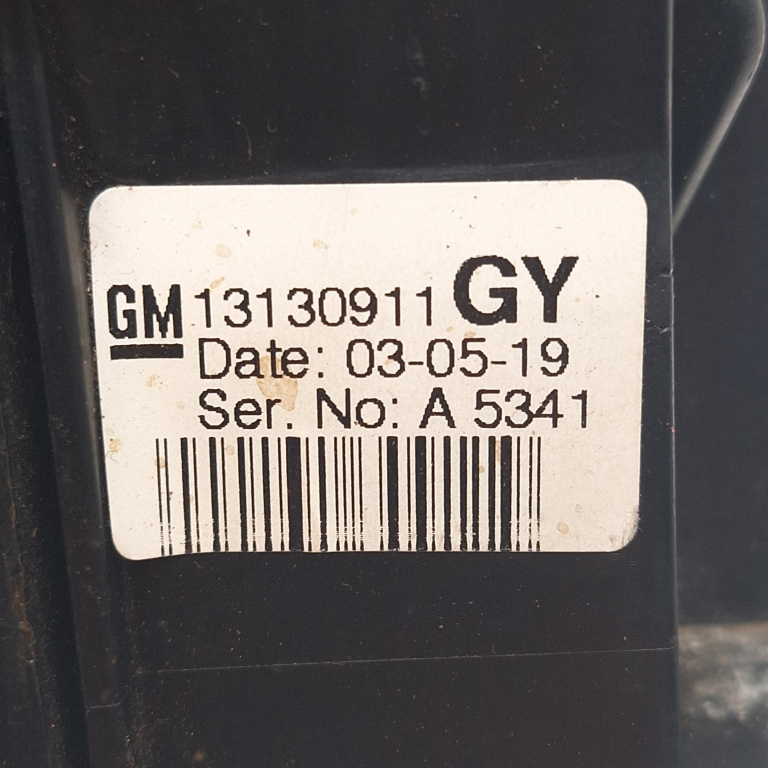 GM 13130911 GY
Date: 03-05-19
Ser. No: A 5341